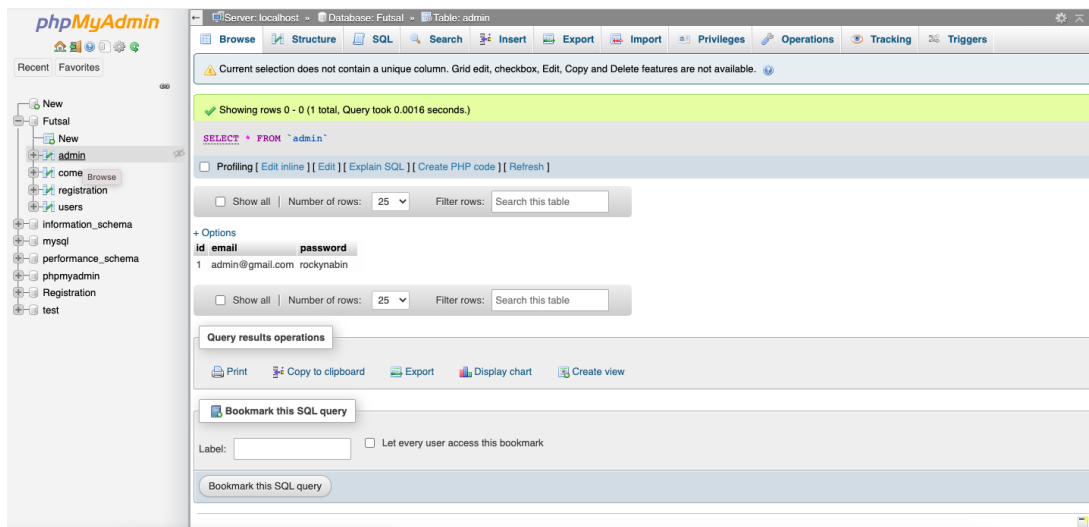 phpMyAdmin
Recent Favorites
New
Futsal
New
admin
come
Browse
registration
users
information_schema
mysql
performance_schema
phpmyadmin
Registration
test
Server: localhost » Database: Futsal » Table: admin
Browse Structure SQL Search Insert Export Import Privileges Operations Tracking Triggers
Current selection does not contain a unique column. Grid edit, checkbox, Edit, Copy and Delete features are not available.
Showing rows 0 - 0 (1 total, Query took 0.0016 seconds.)
SELECT * FROM `admin`
Profiling [ Edit inline ] [ Edit ] [ Explain SQL ] [ Create PHP code ] [ Refresh ]
Show all | Number of rows: 25 Filter rows: Search this table
+ Options
id email password
1 admin@gmail.com rockynabin
Show all | Number of rows: 25 Filter rows: Search this table
Query results operations
Print Copy to clipboard Export Display chart Create view
Bookmark this SQL query
Label: Let every user access this bookmark
Bookmark this SQL query